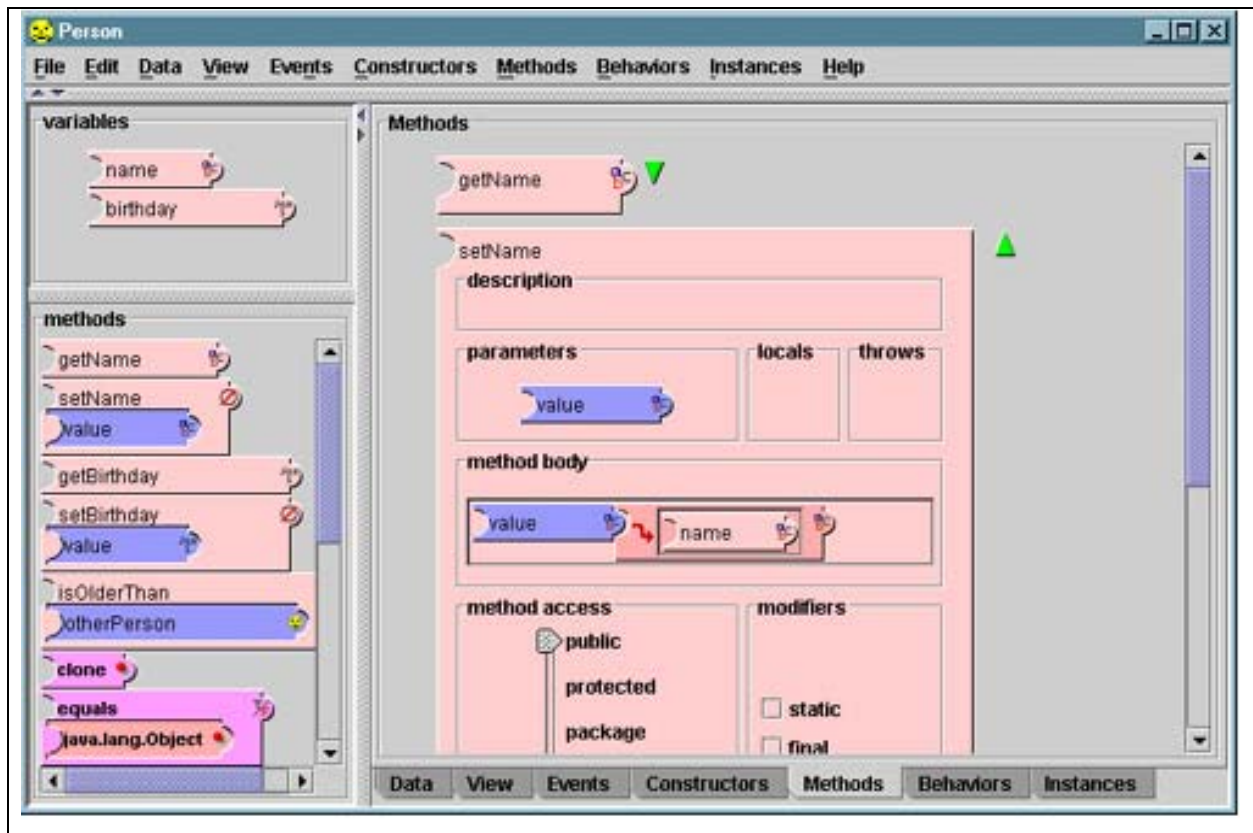 Person
File Edit Data View Events Constructors Methods Behaviors Instances Help
variables
name
birthday
methods
getName
setName
value
getBirthday
setBirthday
value
isOlderThan
otherPerson
clone
equals
java.lang.Object
Methods
getName
setName
description
parameters
locals
throws
value
method body
value
name
method access
public
protected
package
modifiers
static
final
Data View Events Constructors Methods Behaviors Instances